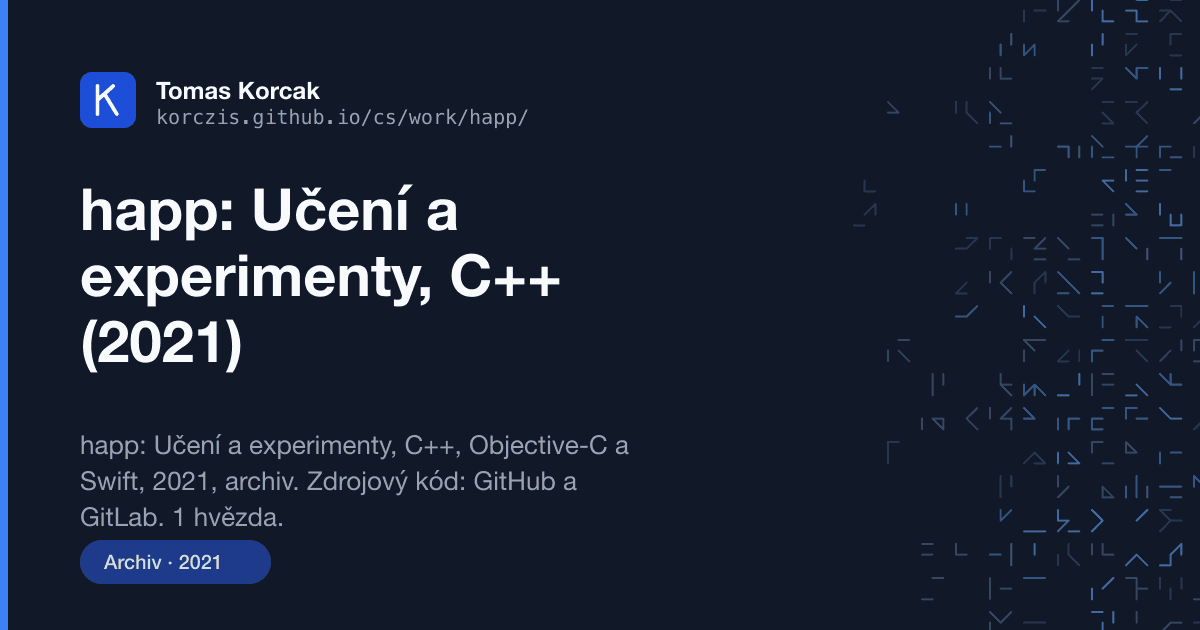 Tomas Korcak
korczis.github.io/cs/work/happ/
happ: Učení a
experimenty, C++
(2021)
happ: Učení a experimenty, C++, Objective-C a
Swift, 2021, archiv. Zdrojový kód: GitHub a
GitLab. 1 hvězda.
Archiv · 2021